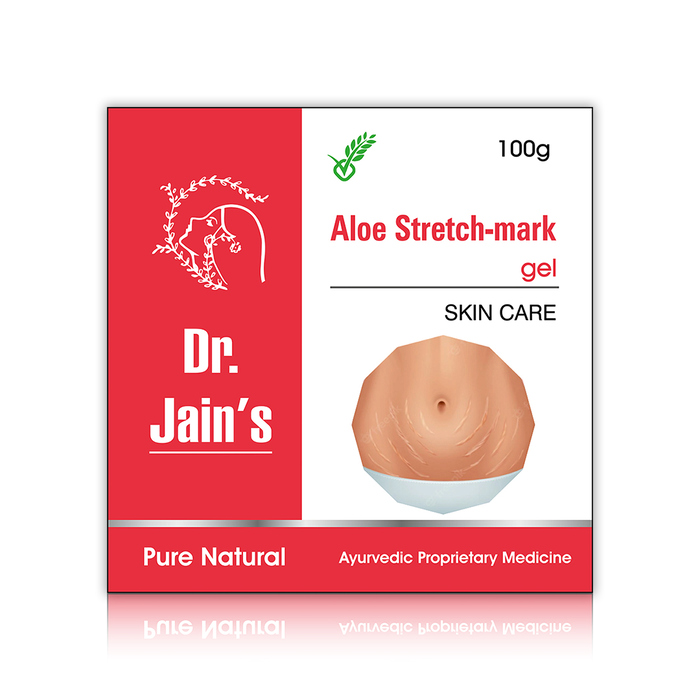 100g
Aloe Stretch-mark
gel
SKIN CARE
Dr.
Jain's
Pure Natural
Ayurvedic Proprietary Medicine